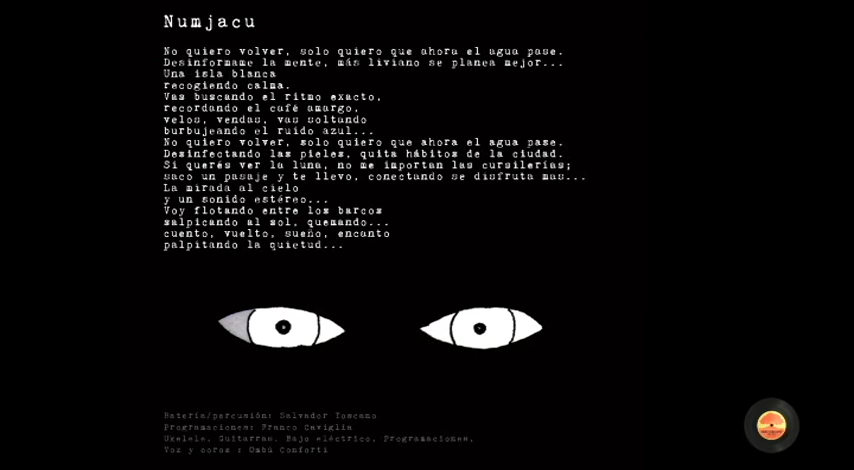 Numjacu
No quiero volver, solo quiero que ahora el agua pase.
Desinformame la mente, más liviano se planea mejor...
Una isla blanca
recogiendo calma.
Vas buscando el ritmo exacto,
recordando el café amargo,
velos, vendas, vas soltando
burbujeando el ruido azul...
No quiero volver, solo quiero que ahora el agua pase.
Desinfectando las pieles, quita hábitos de la ciudad.
Si querés ver la luna, no me importan las cursilerías;
saco un pasaje y te llevo, conectando se disfruta mas...
La mirada al cielo
y un sonido estéreo...
Voy flotando entre los barcos
salpicando al sol, quemando...
cuento, vuelto, sueño, encanto
palpitando la quietud...
Batería/percusión: Salvador Toscano
Programaciones: Franco Caviglia
Ukelele, Guitarras, Bajo eléctrico, Programaciones,
Voz y coros : Ombú Conforti